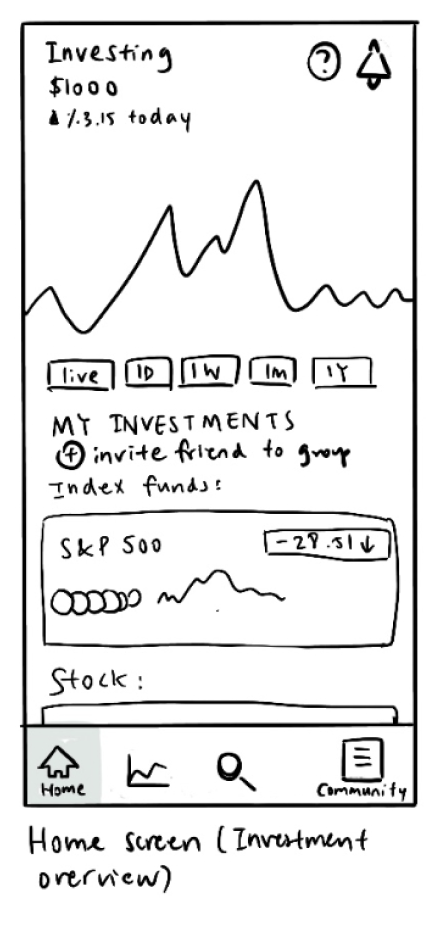 Investing
?
$1000
▲ %3.15 today
live 1D 1W 1M 1Y
MY INVESTMENTS
+ invite friend to group
Index funds:
S&P 500
-28.51↓
Stock:
Home
Community
Home screen (Investment
overview)